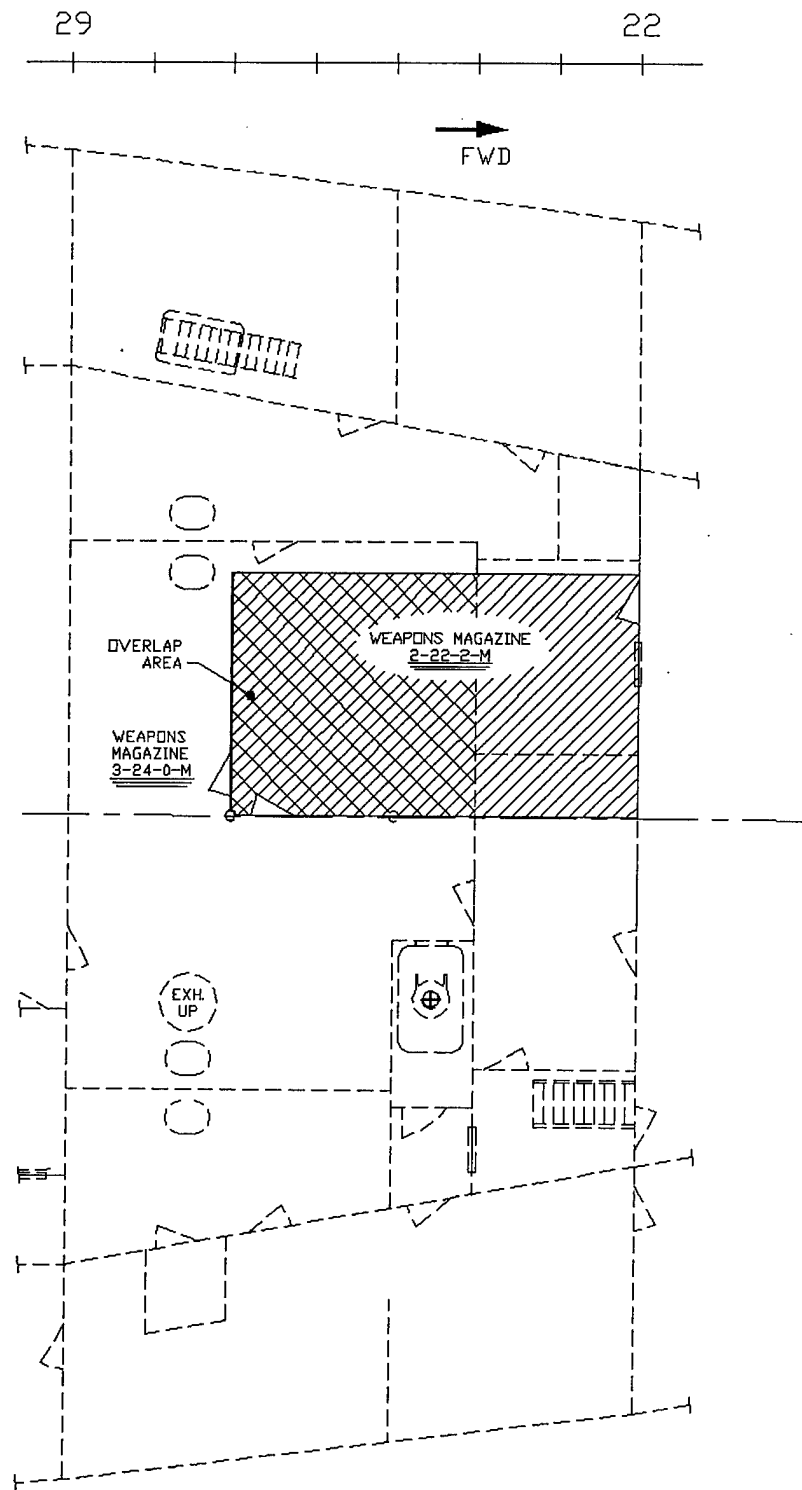 29 22
FWD
WEAPONS MAGAZINE
2-22-2-M
OVERLAP
AREA
WEAPONS
MAGAZINE
3-24-0-M
EXH.
UP